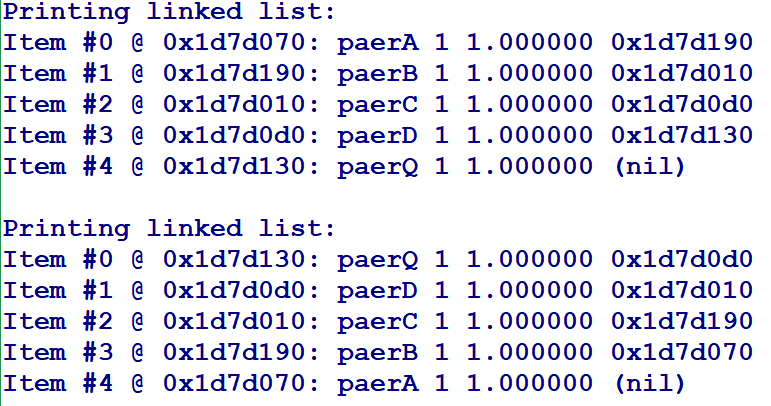 Printing linked list:
Item #0 @ 0x1d7d070: paerA 1 1.000000 0x1d7d190
Item #1 @ 0x1d7d190: paerB 1 1.000000 0x1d7d010
Item #2 @ 0x1d7d010: paerC 1 1.000000 0x1d7d0d0
Item #3 @ 0x1d7d0d0: paerD 1 1.000000 0x1d7d130
Item #4 @ 0x1d7d130: paerQ 1 1.000000 (nil)
Printing linked list:
Item #0 @ 0x1d7d130: paerQ 1 1.000000 0x1d7d0d0
Item #1 @ 0x1d7d0d0: paerD 1 1.000000 0x1d7d010
Item #2 @ 0x1d7d010: paerC 1 1.000000 0x1d7d190
Item #3 @ 0x1d7d190: paerB 1 1.000000 0x1d7d070
Item #4 @ 0x1d7d070: paerA 1 1.000000 (nil)